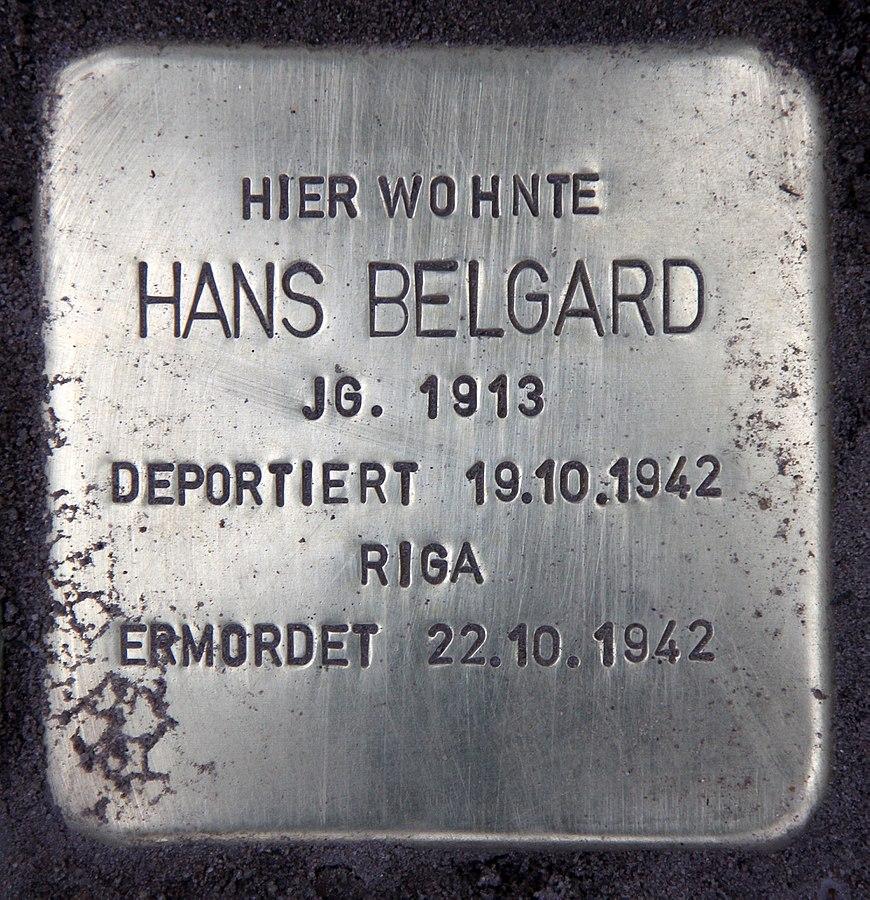 HIER WOHNTE
HANS BELGARD
JG. 1913
DEPORTIERT 19.10.1942
RIGA
ERMORDET 22.10.1942